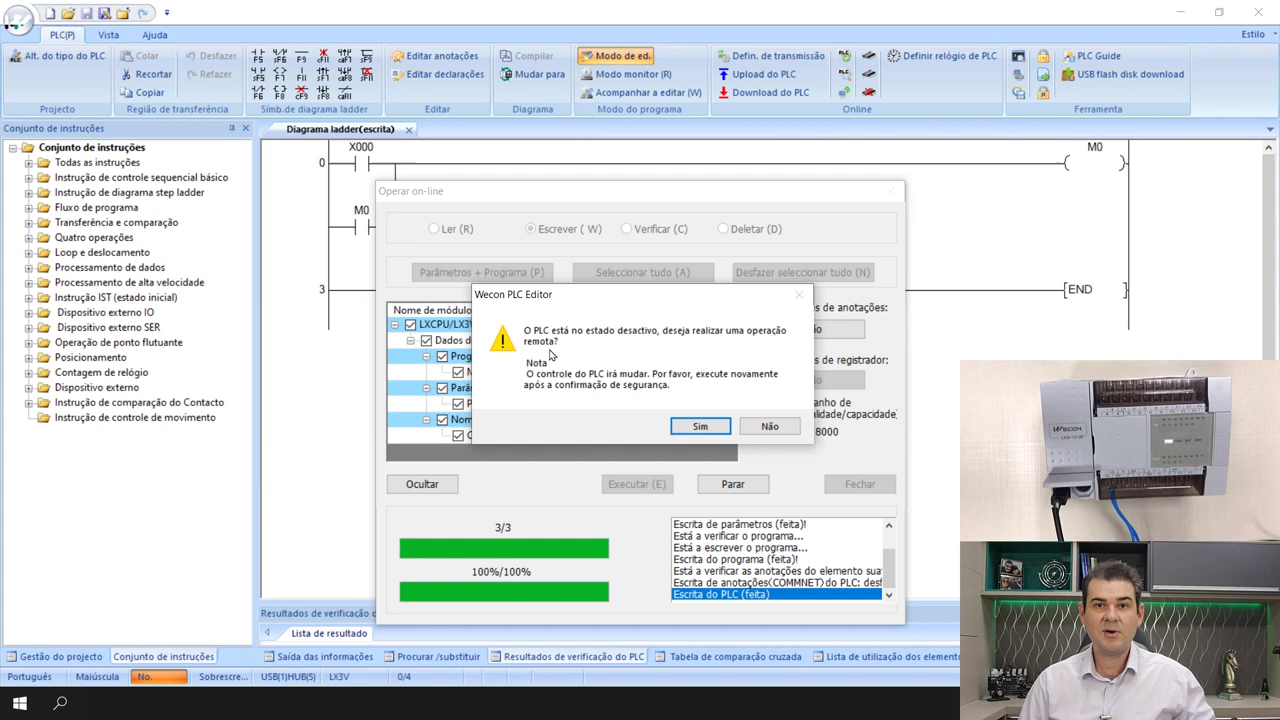 PLC(P) Vista Ajuda Estilo
Alt. do tipo do PLC
Colar Desfazer
Recortar Refazer
Copiar
Editar anotações
Editar declarações
Compilar
Mudar para
Modo de ed.
Modo monitor (R)
Acompanhar a editar (W)
Defin. de transmissão
Upload do PLC
Download do PLC
Definir relógio de PLC
PLC Guide
USB flash disk download
Projecto Região de transferência Símb.de diagrama ladder Editar Diagrama Modo do programa Online Ferramenta
Conjunto de instruções
Conjunto de instruções
Todas as instruções
Instrução de controle sequencial básico
Instrução de diagrama step ladder
Fluxo de programa
Transferência e comparação
Quatro operações
Loop e deslocamento
Processamento de dados
Processamento de alta velocidade
Instrução IST (estado inicial)
Dispositivo externo IO
Dispositivo externo SER
Operação de ponto flutuante
Posicionamento
Contagem de relógio
Dispositivo externo
Instrução de comparação do Contacto
Instrução de controle de movimento
Diagrama ladder(escrita)
X000 M0
0
M0
3 END
Operar on-line
Ler (R) Escrever ( W) Verificar (C) Deletar (D)
Parâmetros + Programa (P) Seleccionar tudo (A) Desfazer seleccionar tudo (N)
Nome de módulo
LXCPU/LX3V
Dados d
Prog
Pará
Nom
s de anotações:
de registrador:
nho de
alidade/capacidade
8000
Wecon PLC Editor
O PLC está no estado desactivo, deseja realizar uma operação
remota?
Nota
O controle do PLC irá mudar. Por favor, execute novamente
após a confirmação de segurança.
Sim Não
Ocultar Executar (E) Parar Fechar
3/3
100%/100%
Escrita de parâmetros (feita)!
Está a verificar o programa...
Está a escrever o programa...
Escrita do programa (feita)!
Está a verificar as anotações do elemento sua
Escrita de anotações(COMMNET)do PLC: desf
Escrita do PLC (feita)
Resultados de verificação
Lista de resultado
Gestão do projecto Conjunto de instruções Saída das informações Procurar /substituir Resultados de verificação do PLC Tabela de comparação cruzada Lista de utilização dos elemento
Português Maiúscula No. Sobrescre... USB(1)HUB(5) LX3V 0/4
WECON